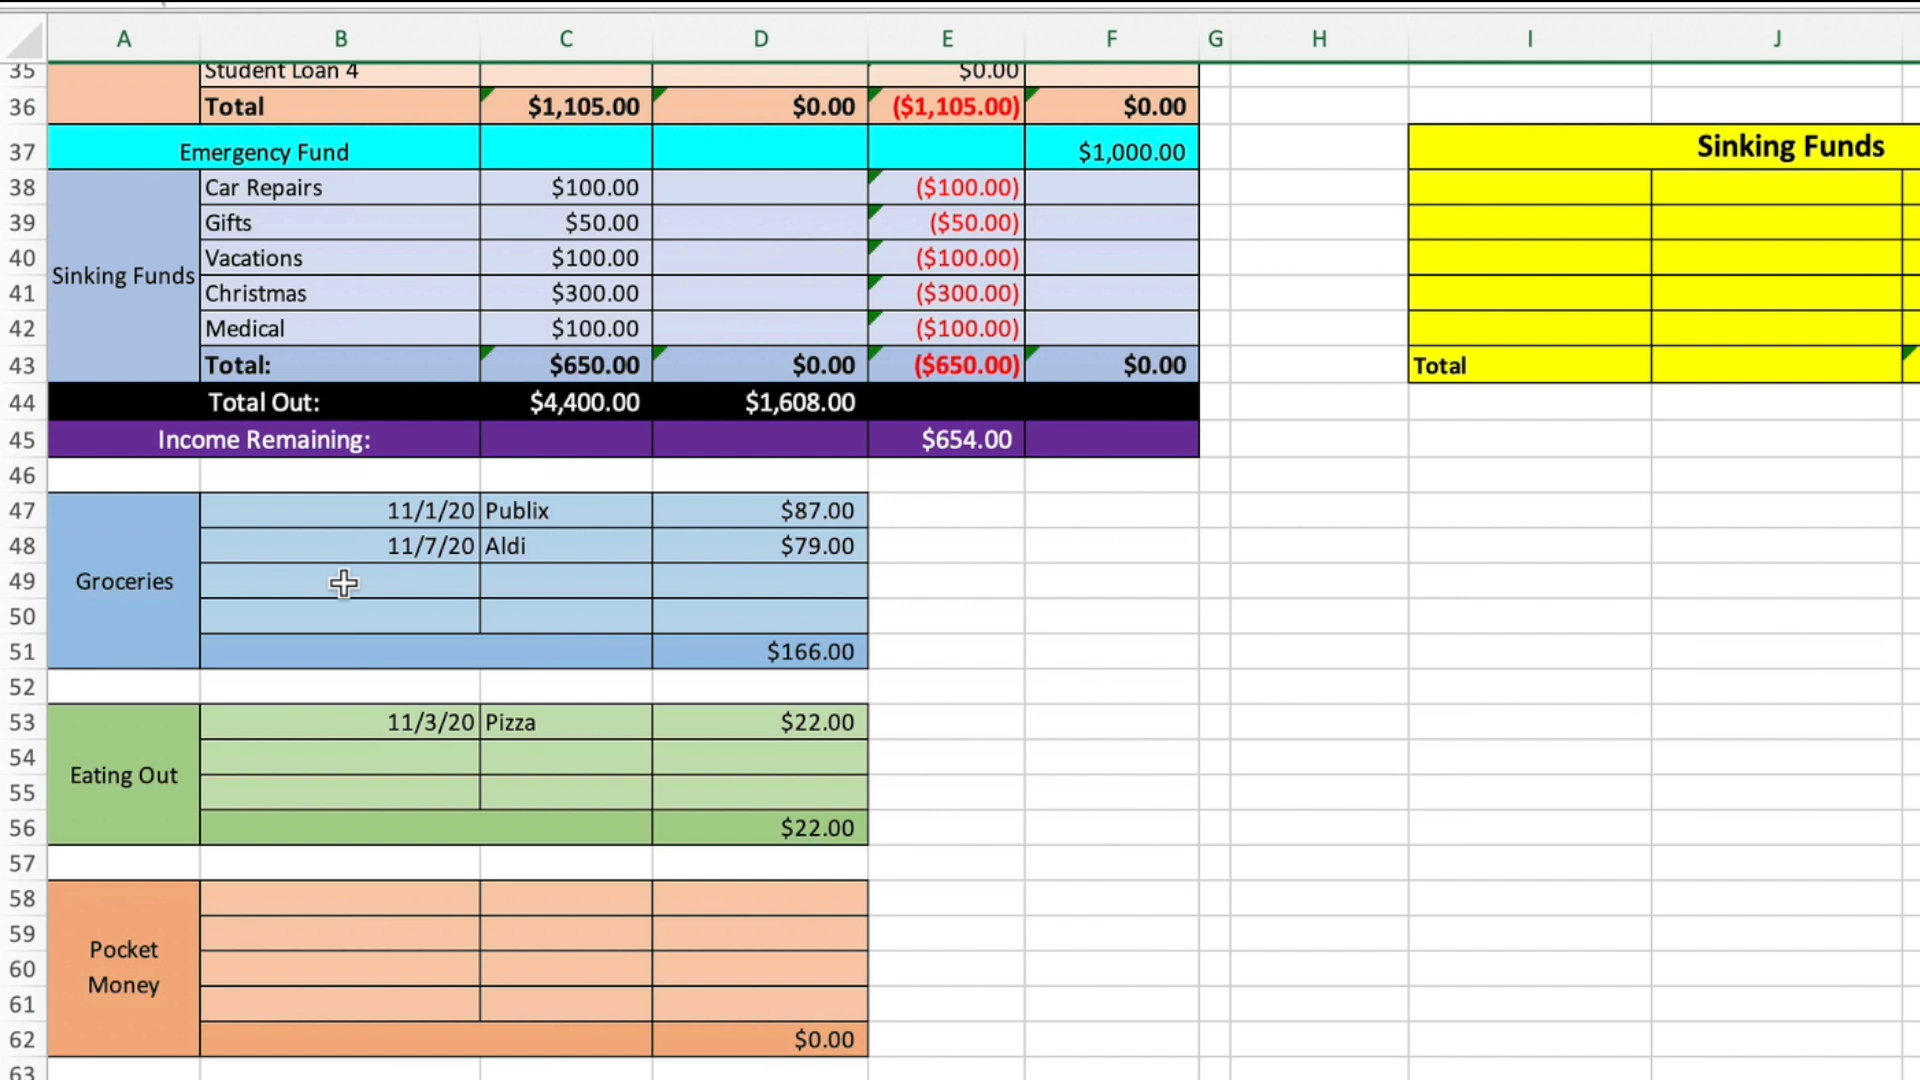 A B C D E F G H I J
35 Student Loan 4 $0.00
36 Total $1,105.00 $0.00 ($1,105.00) $0.00
37 Emergency Fund $1,000.00 Sinking Funds
38 Car Repairs $100.00 ($100.00)
39 Gifts $50.00 ($50.00)
40 Vacations $100.00 ($100.00)
Sinking Funds
41 Christmas $300.00 ($300.00)
42 Medical $100.00 ($100.00)
43 Total: $650.00 $0.00 ($650.00) $0.00 Total
44 Total Out: $4,400.00 $1,608.00
45 Income Remaining: $654.00
46
47 11/1/20 Publix $87.00
48 11/7/20 Aldi $79.00
49 Groceries
50
51 $166.00
52
53 11/3/20 Pizza $22.00
54
Eating Out
55
56 $22.00
57
58
59
Pocket
60
Money
61
62 $0.00
63